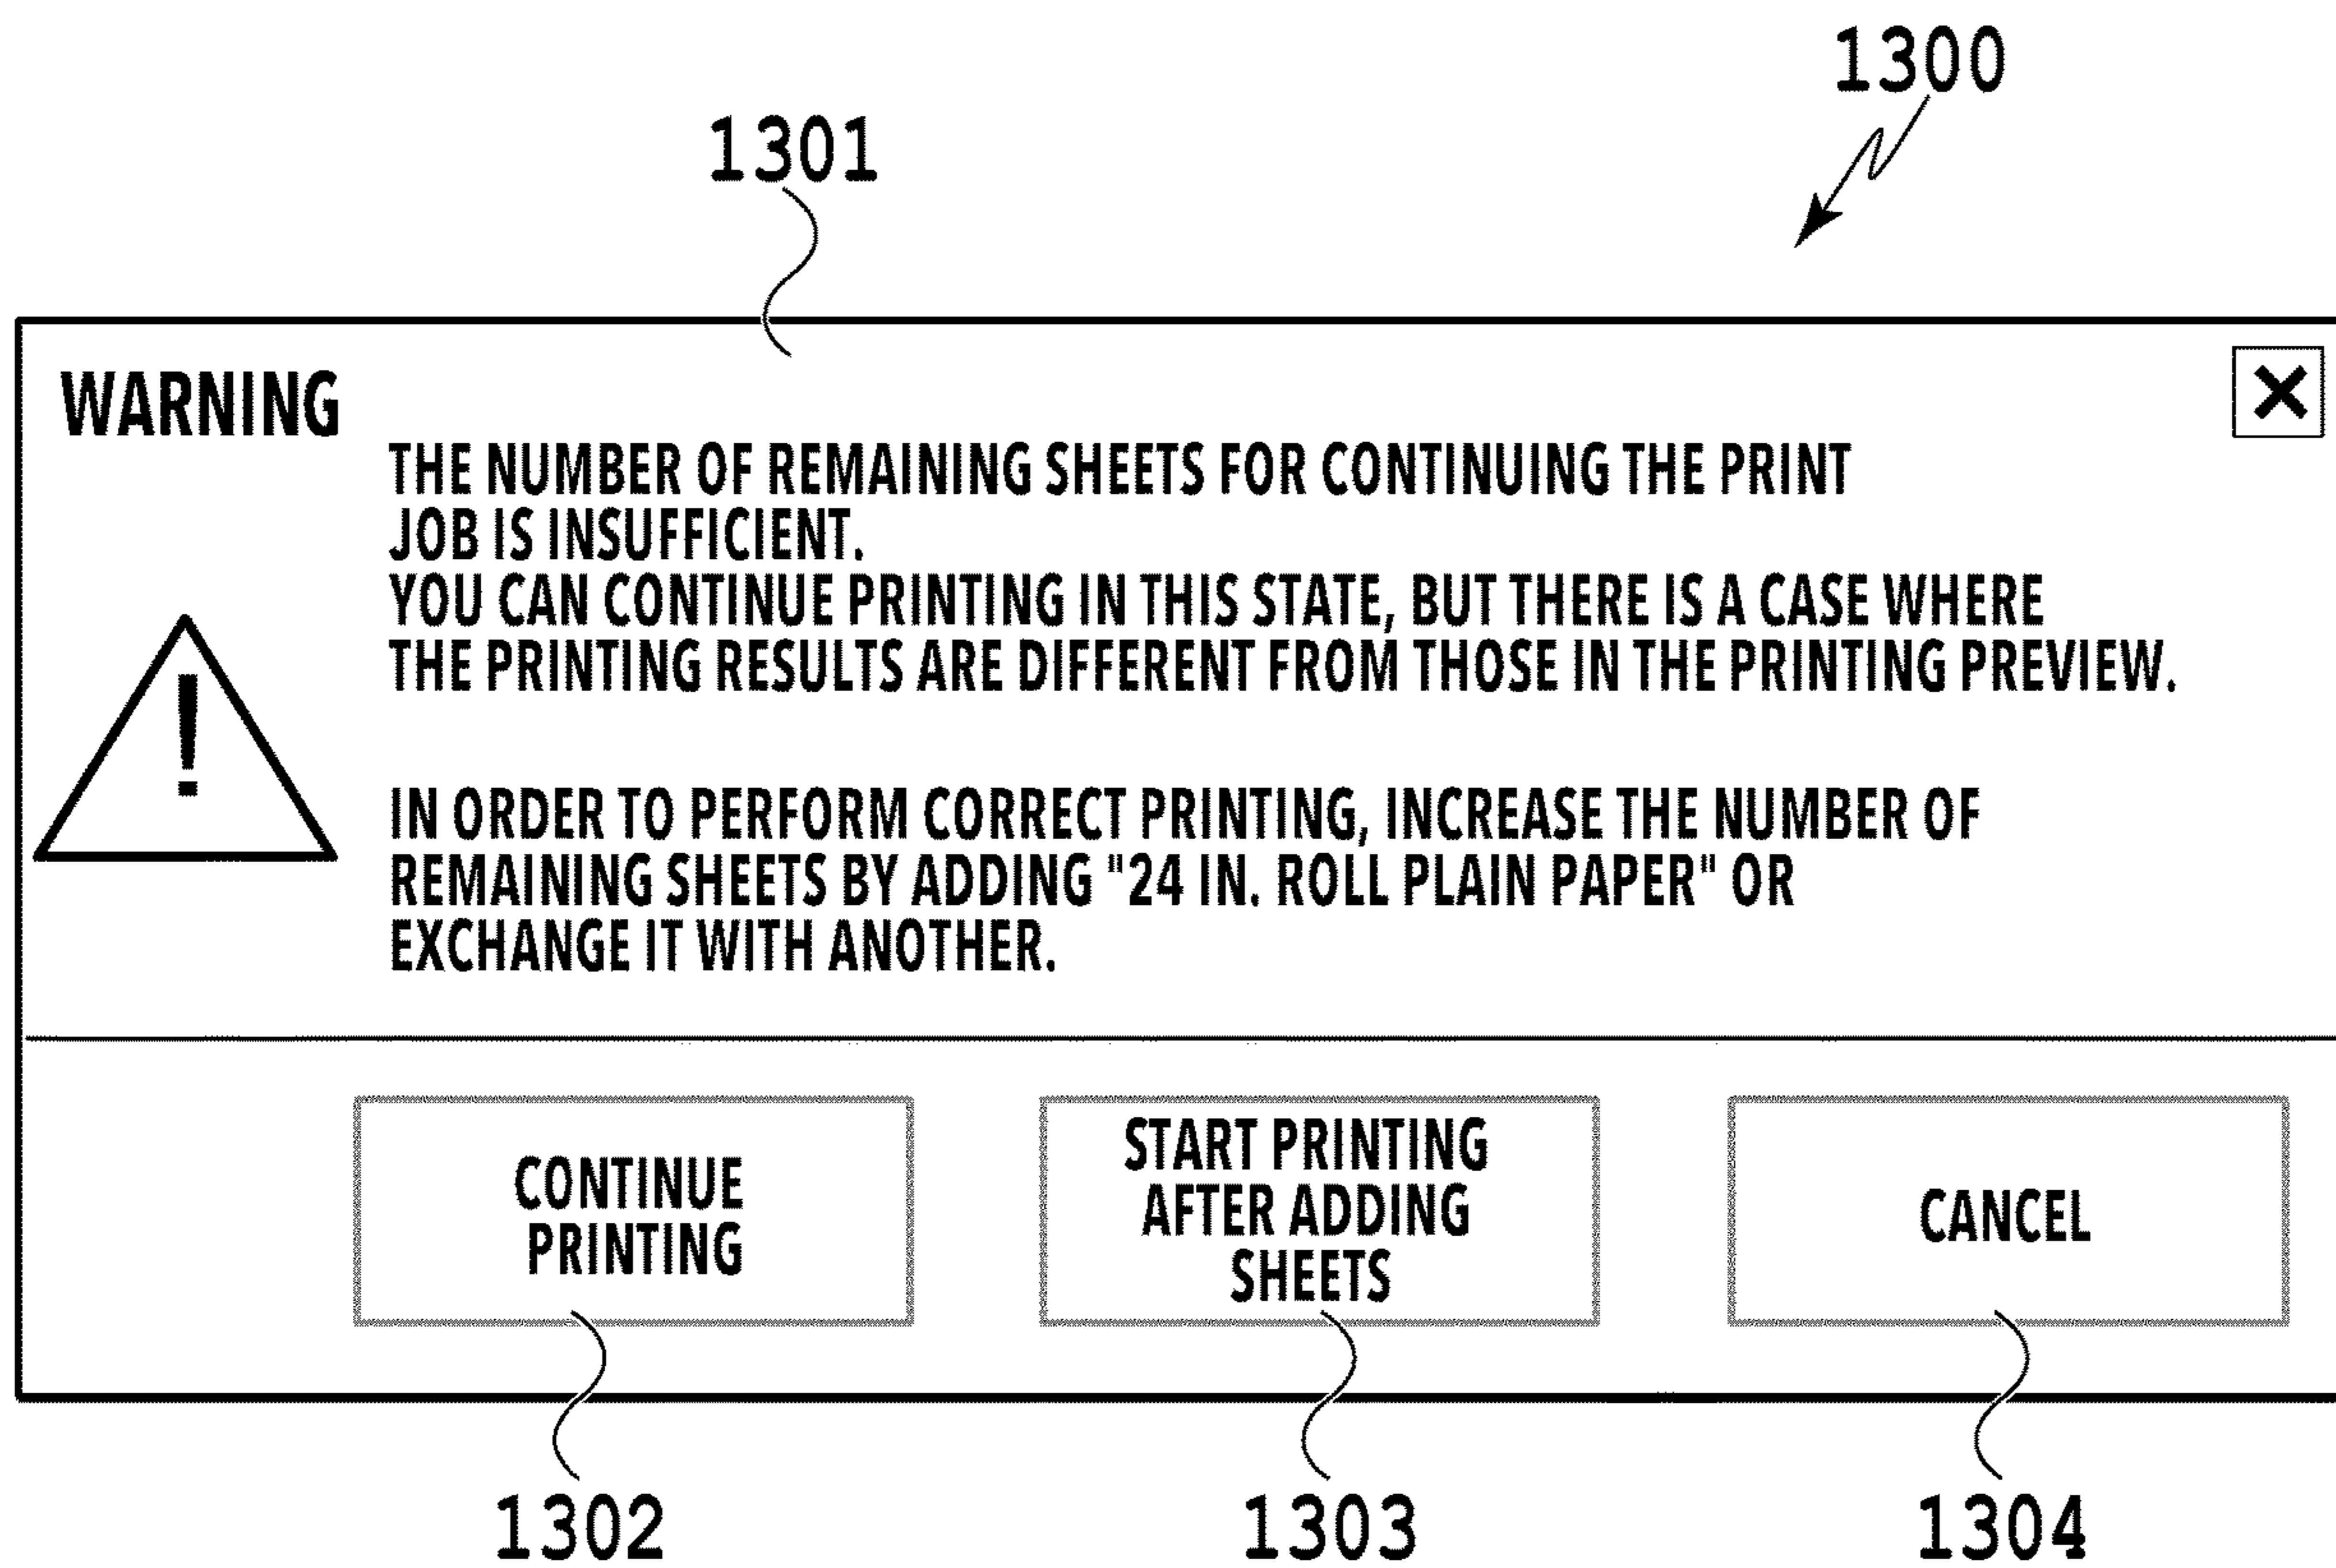 1300
1301
WARNING
THE NUMBER OF REMAINING SHEETS FOR CONTINUING THE PRINT
JOB IS INSUFFICIENT.
YOU CAN CONTINUE PRINTING IN THIS STATE, BUT THERE IS A CASE WHERE
THE PRINTING RESULTS ARE DIFFERENT FROM THOSE IN THE PRINTING PREVIEW.
!
IN ORDER TO PERFORM CORRECT PRINTING, INCREASE THE NUMBER OF
REMAINING SHEETS BY ADDING "24 IN. ROLL PLAIN PAPER" OR
EXCHANGE IT WITH ANOTHER.
CONTINUE
PRINTING
START PRINTING
AFTER ADDING
SHEETS
CANCEL
1302
1303
1304